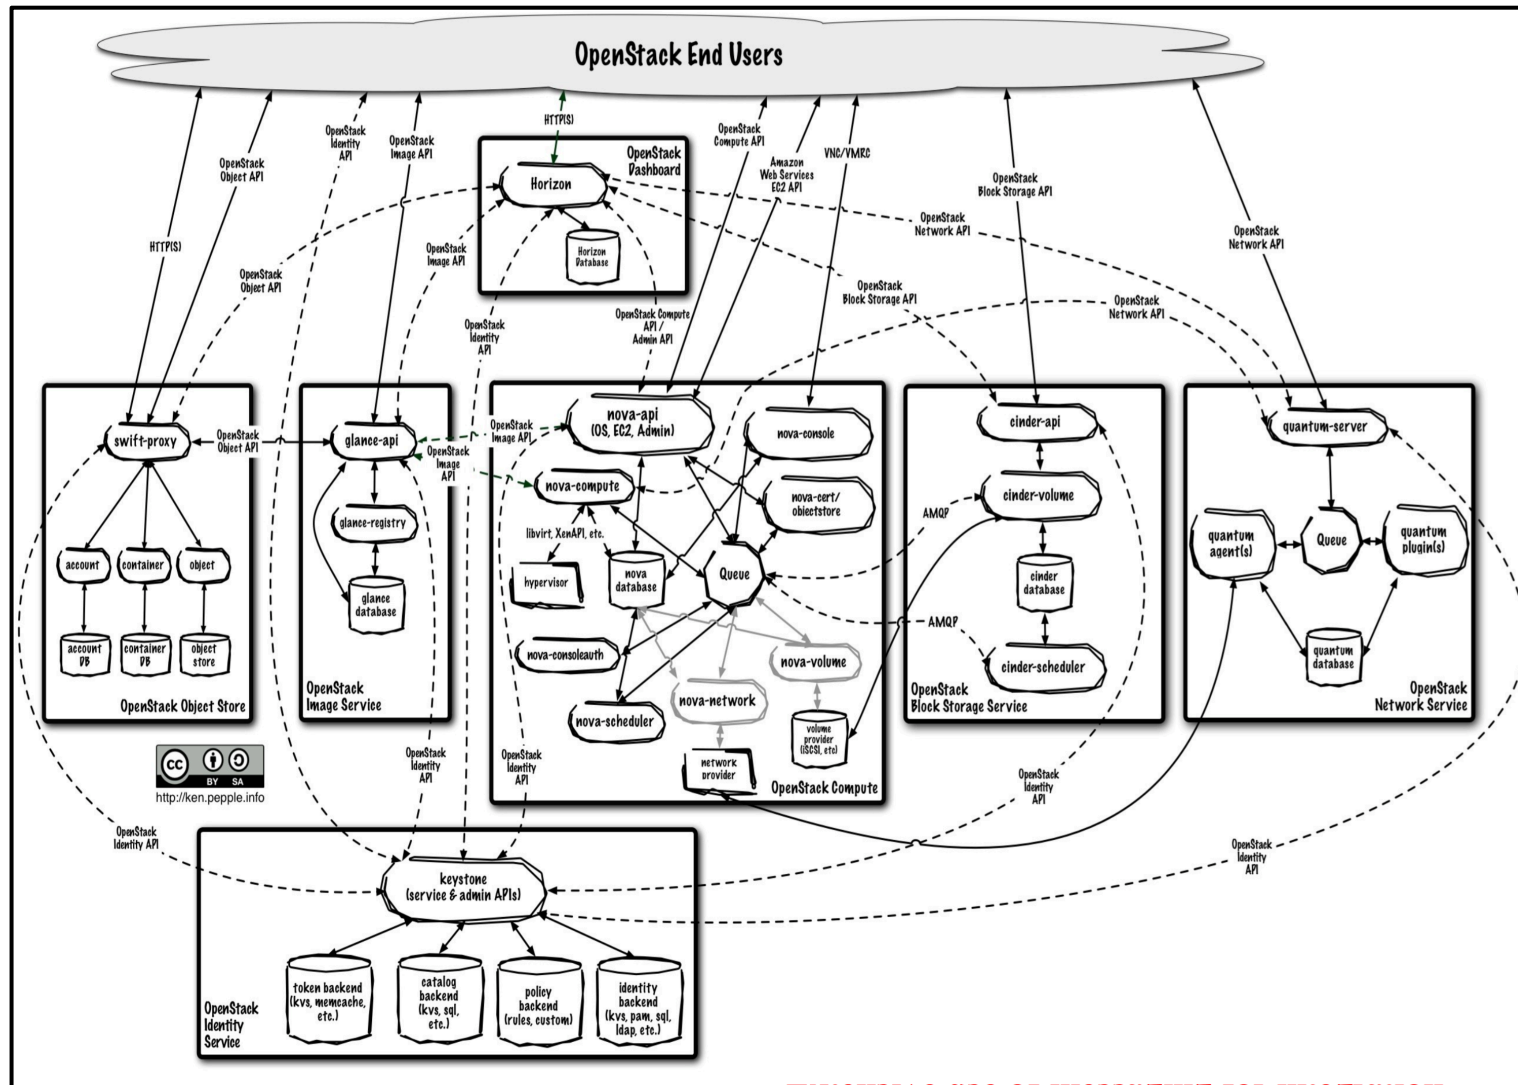 OpenStack End Users
HTTP(S)
OpenStack
Object API
OpenStack
Identity
API
OpenStack
Image API
HTTP(S)
OpenStack
Compute API
Amazon
Web Services
EC2 API
VNC/VMRC
OpenStack
Block Storage API
OpenStack
Network API
OpenStack
Dashboard
Horizon
Horizon
Database
OpenStack
Object API
OpenStack
Image API
OpenStack
Identity
API
OpenStack Compute
API /
Admin API
OpenStack
Block Storage API
OpenStack
Network API
OpenStack
Network API
swift-proxy
OpenStack
Object API
account
container
object
account
DB
container
DB
object
store
OpenStack Object Store
glance-api
glance-registry
glance
database
OpenStack
Image Service
OpenStack
Image API
OpenStack
Image
API
nova-api
(OS, EC2, Admin)
nova-console
nova-compute
nova-cert/
objectstore
libvirt, XenAPI, etc.
hypervisor
nova
database
Queue
nova-consoleauth
nova-volume
nova-network
nova-scheduler
volume
provider
(iSCSI, etc)
network
provider
OpenStack Compute
AMQP
AMQP
cinder-api
cinder-volume
cinder
database
cinder-scheduler
OpenStack
Block Storage Service
quantum-server
quantum
agent(s)
Queue
quantum
plugin(s)
quantum
database
OpenStack
Network Service
cc
BY SA
http://ken.pepple.info
OpenStack
Identity API
OpenStack
Identity
API
OpenStack
Identity
API
OpenStack
Identity
API
OpenStack
Identity
API
keystone
(service & admin APIs)
token backend
(kvs, memcache,
etc.)
catalog
backend
(kvs, sql,
etc.)
policy
backend
(rules, custom)
identity
backend
(kvs, pam, sql,
ldap, etc.)
OpenStack
Identity
Service